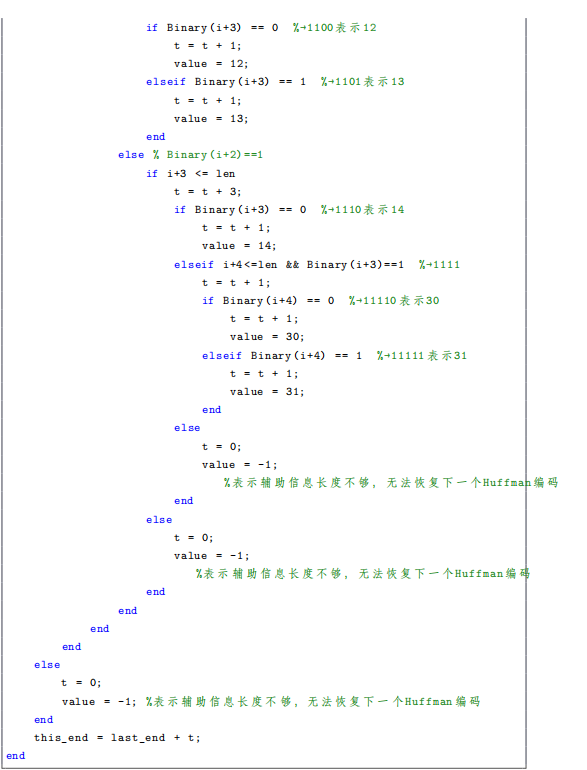 if Binary(i+3) == 0 %→1100表示12
t = t + 1;
value = 12;
elseif Binary(i+3) == 1 %→1101表示13
t = t + 1;
value = 13;
end
else % Binary(i+2)==1
if i+3 <= len
t = t + 3;
if Binary(i+3) == 0 %→1110表示14
t = t + 1;
value = 14;
elseif i+4<=len && Binary(i+3)==1 %→1111
t = t + 1;
if Binary(i+4) == 0 %→11110表示30
t = t + 1;
value = 30;
elseif Binary(i+4) == 1 %→11111表示31
t = t + 1;
value = 31;
end
else
t = 0;
value = -1;
%表示辅助信息长度不够，无法恢复下一个Huffman编码
end
else
t = 0;
value = -1;
%表示辅助信息长度不够，无法恢复下一个Huffman编码
end
end
end
end
else
t = 0;
value = -1; %表示辅助信息长度不够，无法恢复下一个Huffman编码
end
this_end = last_end + t;
end